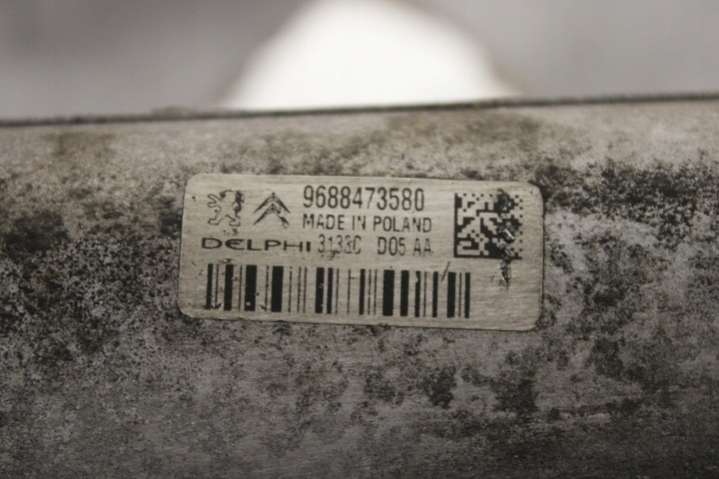 9688473580
MADE IN POLAND
DELPHI 3133C D05 AA